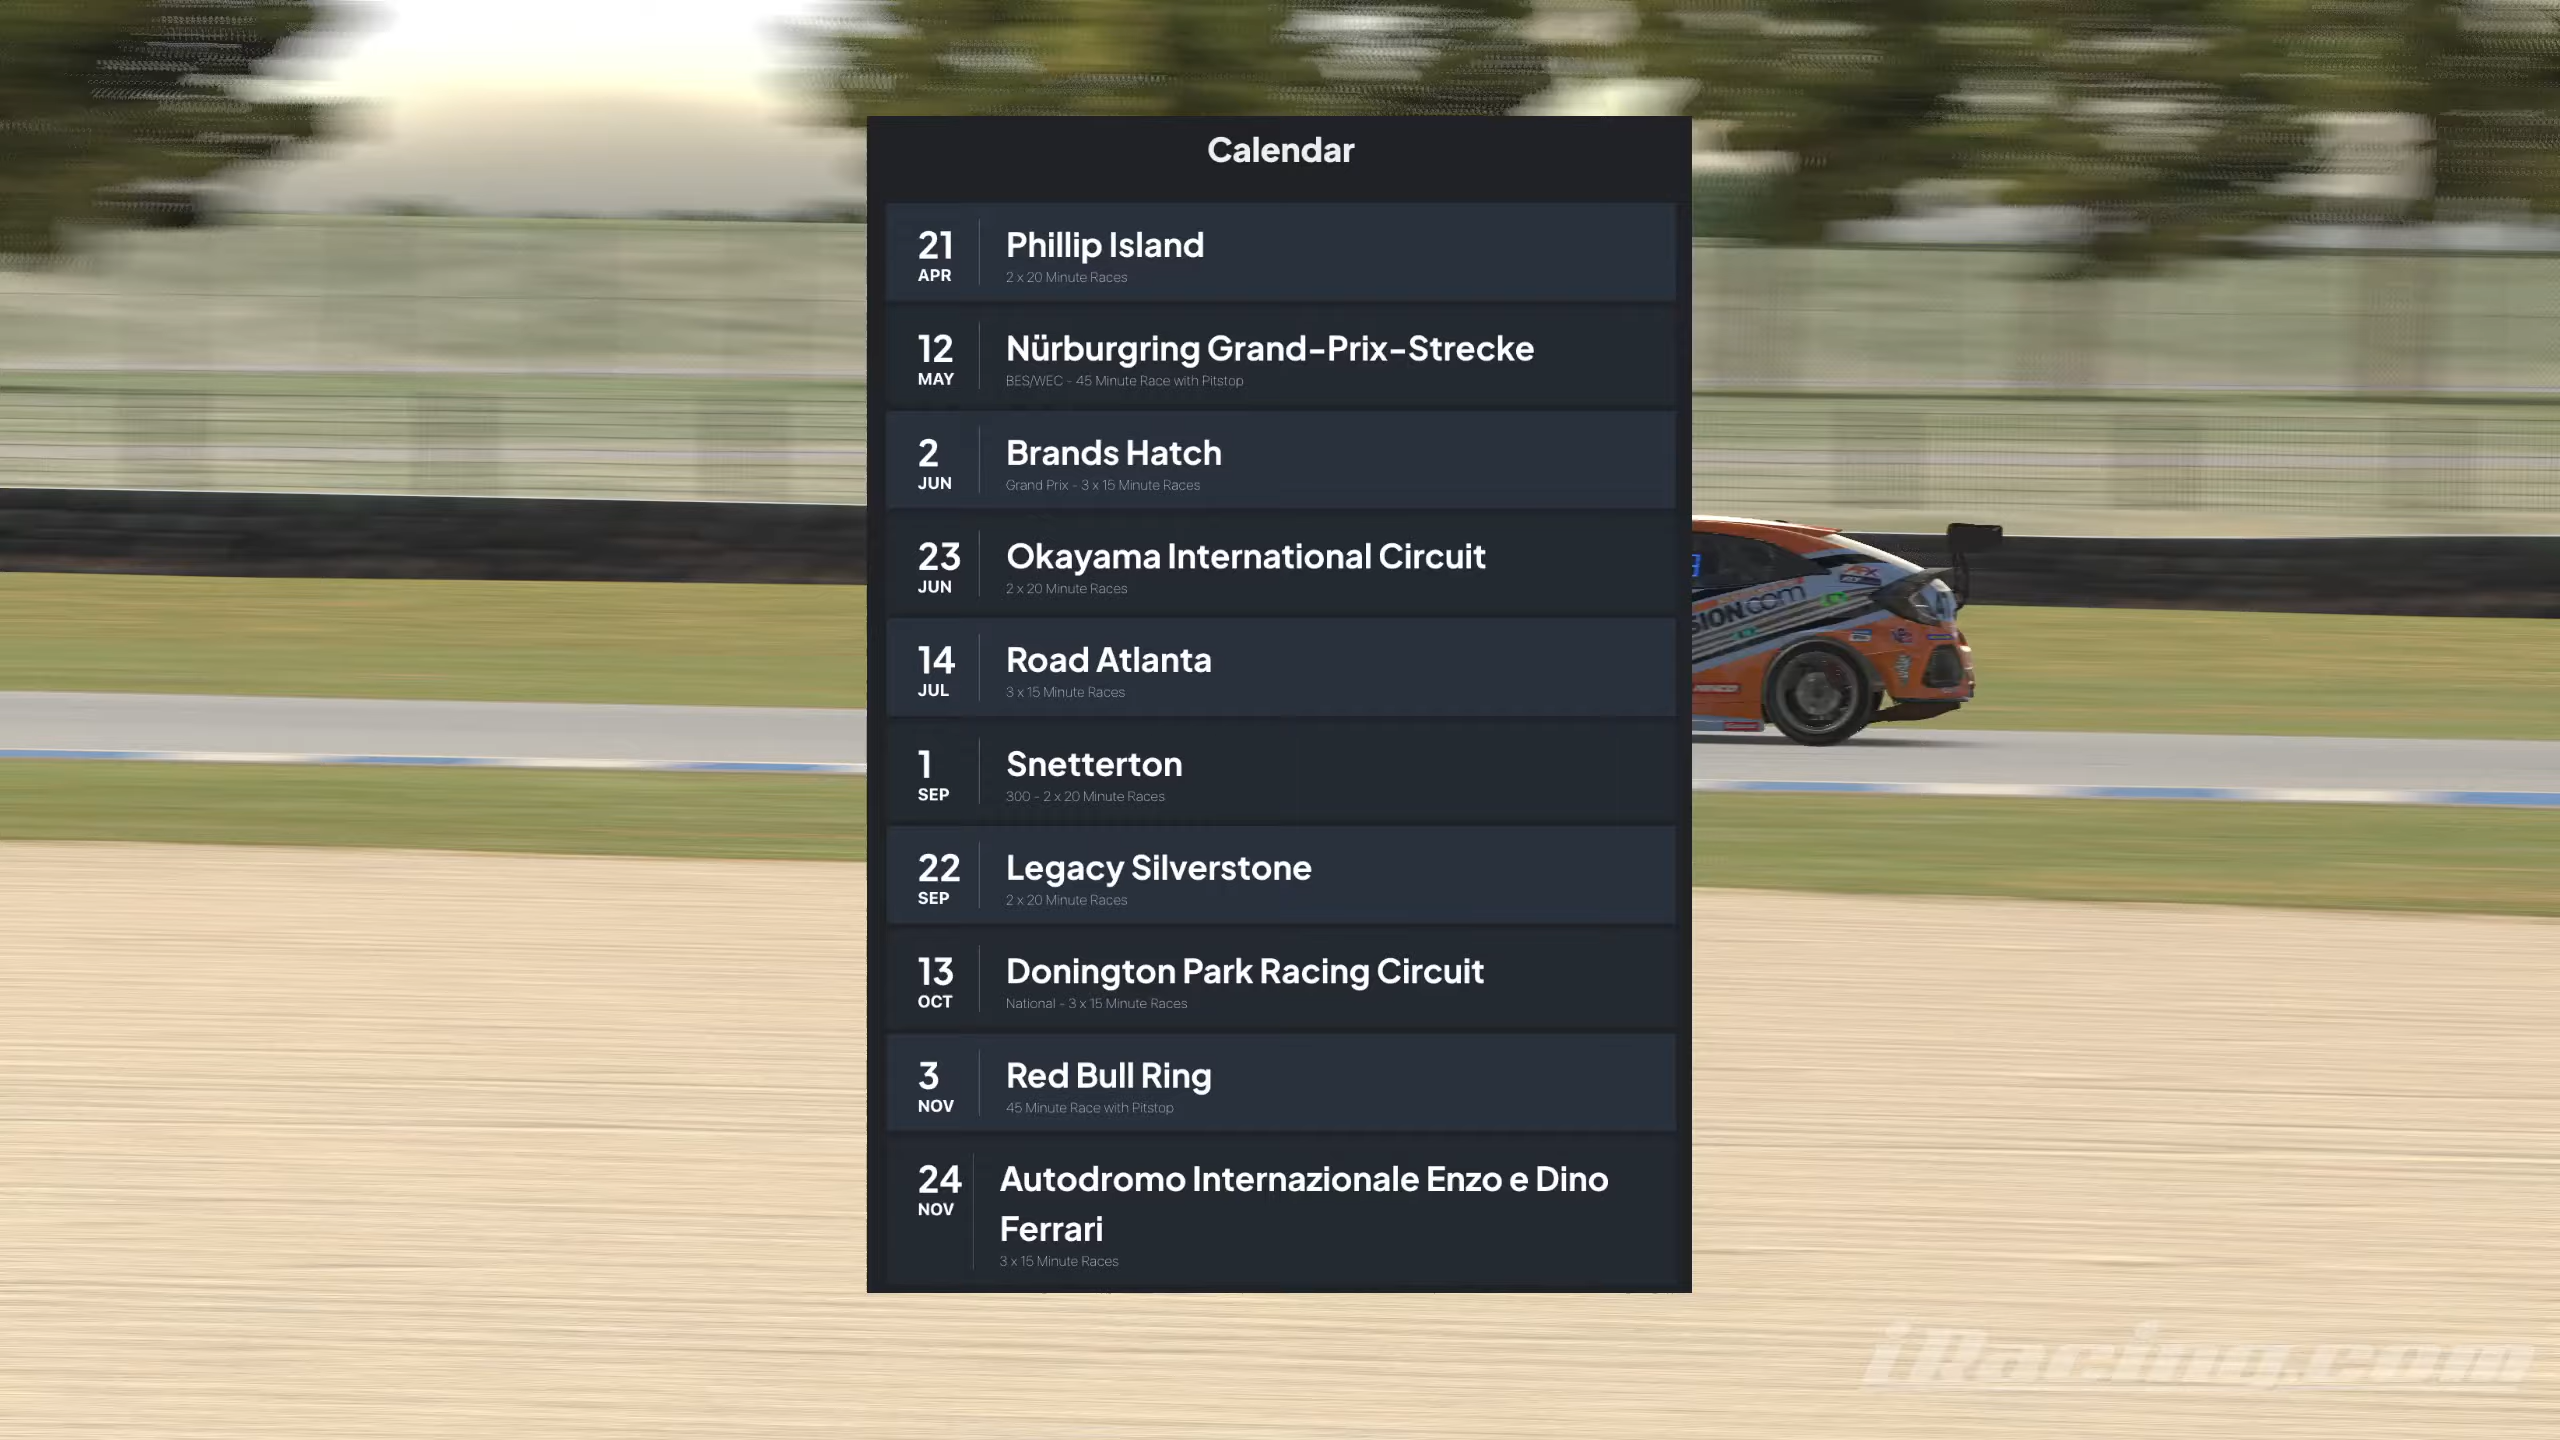 Calendar
21
APR
Phillip Island
2 x 20 Minute Races
12
MAY
Nürburgring Grand-Prix-Strecke
BES/WEC - 45 Minute Race with Pitstop
2
JUN
Brands Hatch
Grand Prix - 3 x 15 Minute Races
23
JUN
Okayama International Circuit
2 x 20 Minute Races
14
JUL
Road Atlanta
3 x 15 Minute Races
1
SEP
Snetterton
300 - 2 x 20 Minute Races
22
SEP
Legacy Silverstone
2 x 20 Minute Races
13
OCT
Donington Park Racing Circuit
National - 3 x 15 Minute Races
3
NOV
Red Bull Ring
45 Minute Race with Pitstop
24
NOV
Autodromo Internazionale Enzo e Dino
Ferrari
3 x 15 Minute Races
iRacing.com